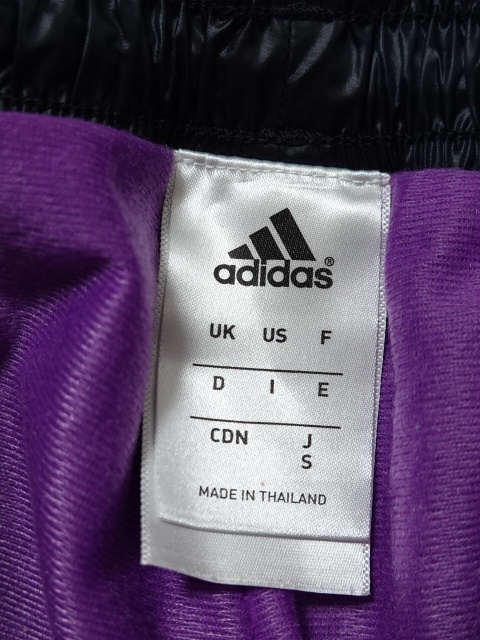 adidas®
UK US F
D I E
CDN J
S
MADE IN THAILAND